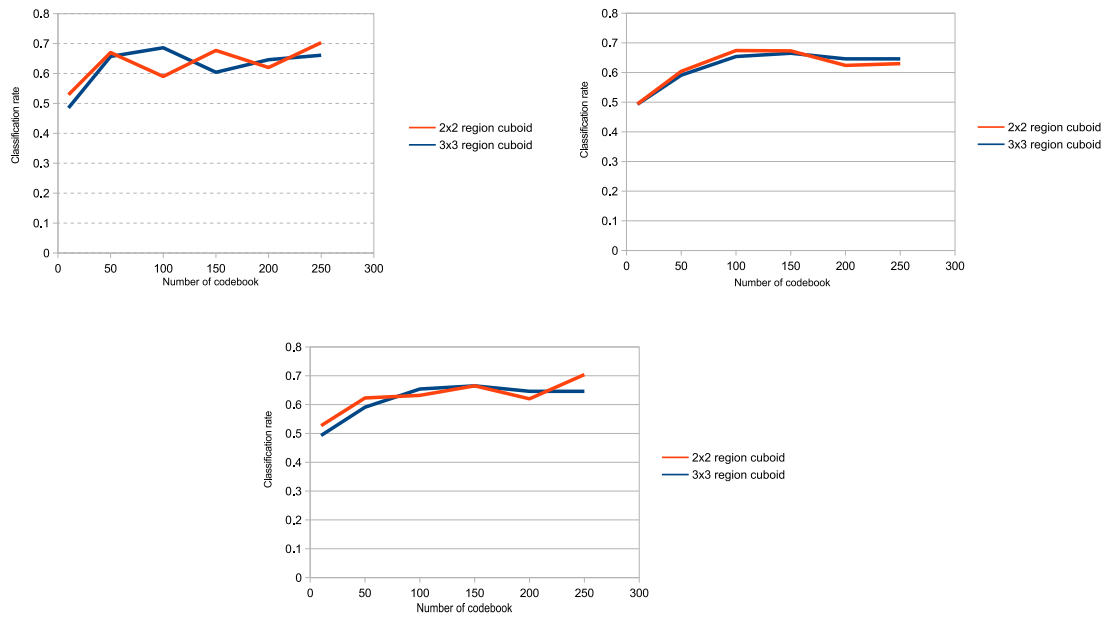 0.8
0.7
0.6
0.5
0.4
0.3
0.2
0.1
0
Classification rate
0 50 100 150 200 250 300
Number of codebook
2x2 region cuboid
3x3 region cuboid
0.8
0.7
0.6
0.5
0.4
0.3
0.2
0.1
0.0
Classification rate
0 50 100 150 200 250 300
Number of codebook
2x2 region cuboid
3x3 region cuboid
0.8
0.7
0.6
0.5
0.4
0.3
0.2
0.1
0
Classification rate
0 50 100 150 200 250 300
Number of codebook
2x2 region cuboid
3x3 region cuboid